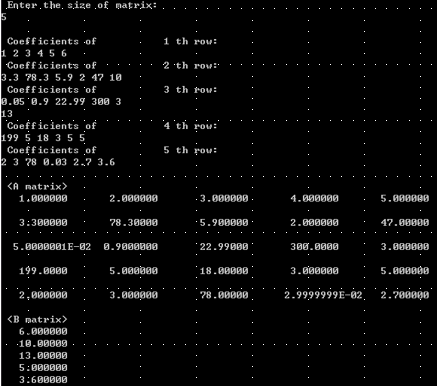 Enter the size of matrix:
5
Coefficients of 1 th row:
1 2 3 4 5 6
Coefficients of 2 th row:
3.3 78.3 5.9 2 47 10
Coefficients of 3 th row:
0.05 0.9 22.99 300 3
13
Coefficients of 4 th row:
199 5 18 3 5 5
Coefficients of 5 th row:
2 3 78 0.03 2.7 3.6
<A matrix>
1.000000 2.000000 3.000000 4.000000 5.000000
3.300000 78.30000 5.900000 2.000000 47.00000
5.0000001E-02 0.9000000 22.99000 300.0000 3.000000
199.0000 5.000000 18.00000 3.000000 5.000000
2.000000 3.000000 78.00000 2.9999999E-02 2.700000
<B matrix>
6.000000
10.00000
13.00000
5.000000
3.600000